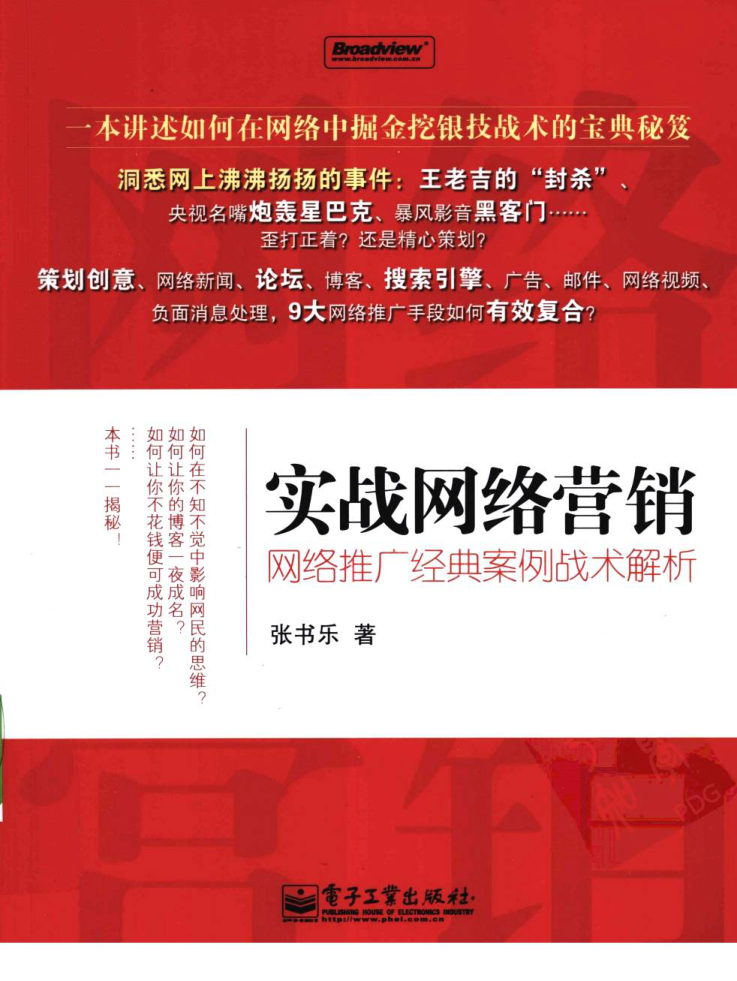 Broadview®
www.broadview.com.cn
一本讲述如何在网络中掘金挖银技战术的宝典秘笈
洞悉网上沸沸扬扬的事件：王老吉的“封杀”、
央视名嘴炮轰星巴克、暴风影音黑客门……
歪打正着？还是精心策划？
策划创意、网络新闻、论坛、博客、搜索引擎、广告、邮件、网络视频、
负面消息处理，9大网络推广手段如何有效复合？
如何在不知不觉中影响网民的思维？
如何让你的博客一夜成名？
如何让你不花钱便可成功营销？
……
本书一一揭秘！
实战网络营销
网络推广经典案例战术解析
张书乐 著
网络
营销
PDG
電子工業出版社·
PUBLISHING HOUSE OF ELECTRONICS INDUSTRY
http://www.phei.com.cn